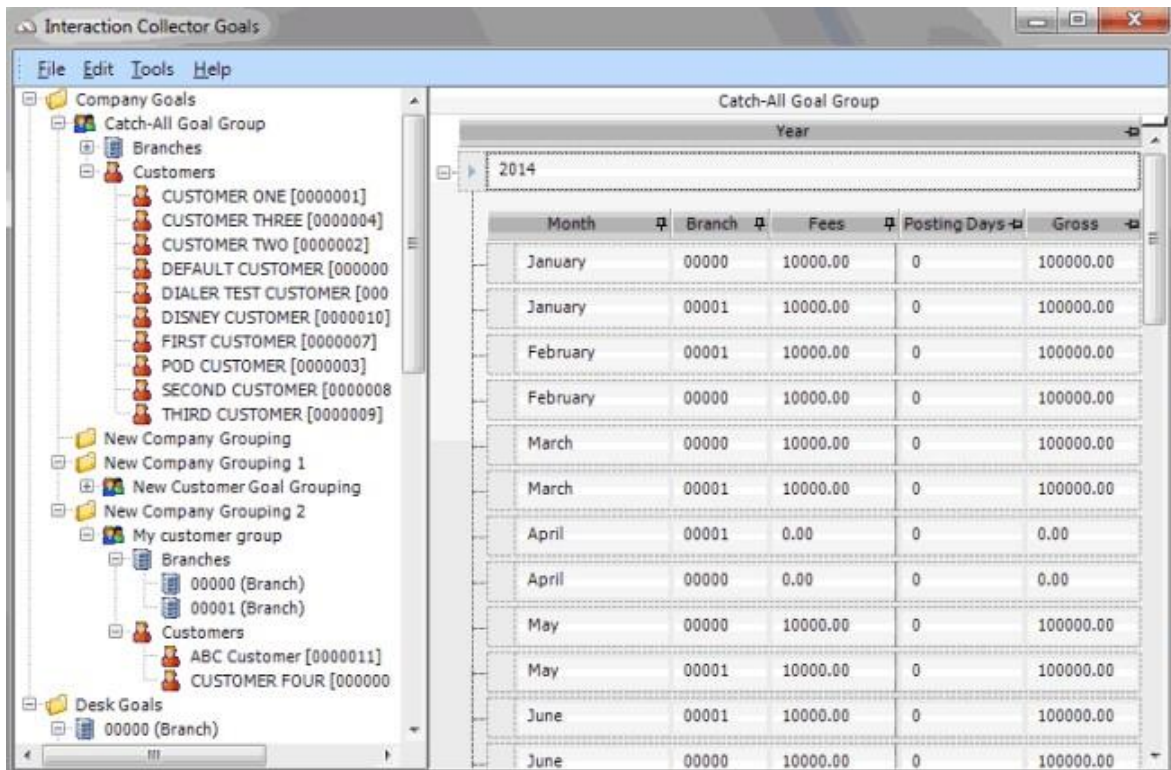 Interaction Collector Goals
File Edit Tools Help
Company Goals
Catch-All Goal Group
Branches
Customers
CUSTOMER ONE [0000001]
CUSTOMER THREE [0000004]
CUSTOMER TWO [0000002]
DEFAULT CUSTOMER [000000
DIALER TEST CUSTOMER [000
DISNEY CUSTOMER [0000010]
FIRST CUSTOMER [0000007]
POD CUSTOMER [0000003]
SECOND CUSTOMER [0000008
THIRD CUSTOMER [0000009]
New Company Grouping
New Company Grouping 1
New Customer Goal Grouping
New Company Grouping 2
My customer group
Branches
00000 (Branch)
00001 (Branch)
Customers
ABC Customer [0000011]
CUSTOMER FOUR [000000
Desk Goals
00000 (Branch)
Catch-All Goal Group
Year
2014
Month Branch Fees Posting Days Gross
January 00000 10000.00 0 100000.00
January 00001 10000.00 0 100000.00
February 00001 10000.00 0 100000.00
February 00000 10000.00 0 100000.00
March 00000 10000.00 0 100000.00
March 00001 10000.00 0 100000.00
April 00001 0.00 0 0.00
April 00000 0.00 0 0.00
May 00000 10000.00 0 100000.00
May 00001 10000.00 0 100000.00
June 00001 10000.00 0 100000.00
June 00000 10000.00 0 100000.00